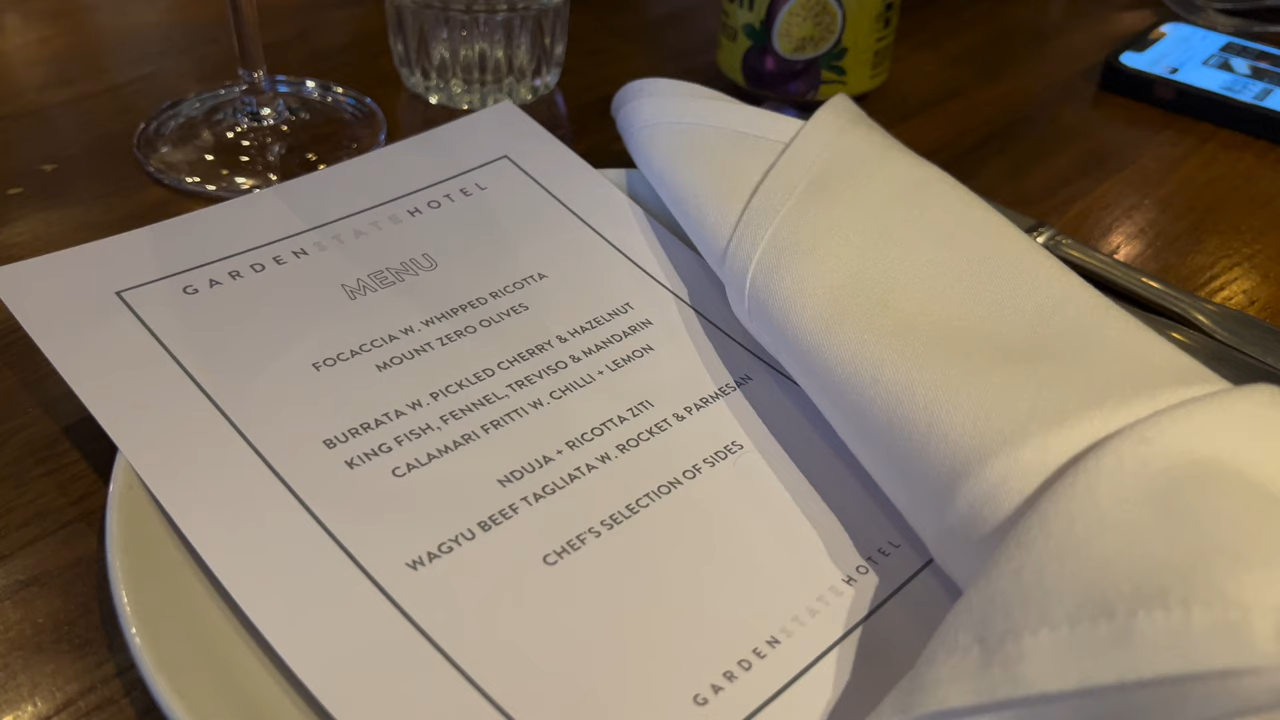 GARDENSTATEHOTEL
MENU
FOCACCIA W. WHIPPED RICOTTA
MOUNT ZERO OLIVES
BURRATA W. PICKLED CHERRY & HAZELNUT
KING FISH, FENNEL, TREVISO & MANDARIN
CALAMARI FRITTI W. CHILLI + LEMON
NDUJA + RICOTTA ZITI
WAGYU BEEF TAGLIATA W. ROCKET & PARMESAN
CHEF'S SELECTION OF SIDES
GARDENSTATEHOTEL